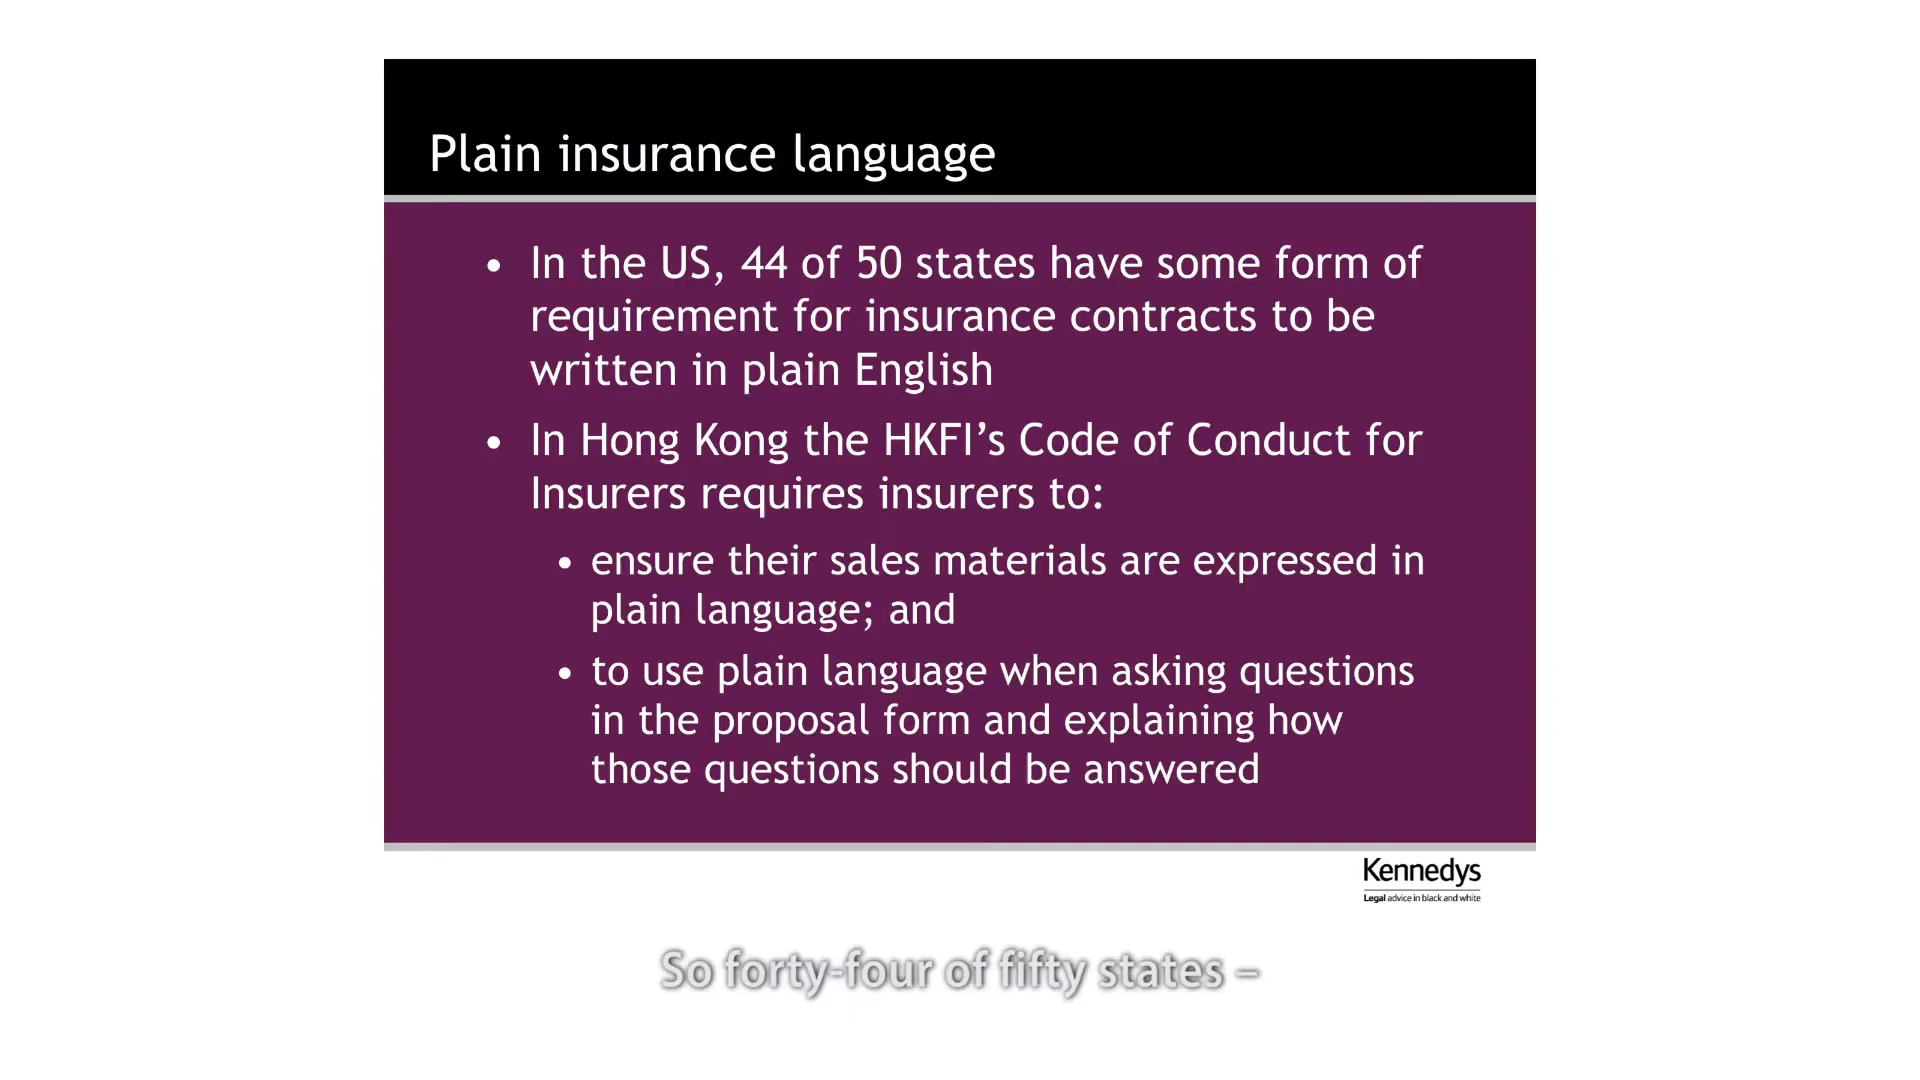 Plain insurance language
• In the US, 44 of 50 states have some form of
requirement for insurance contracts to be
written in plain English
• In Hong Kong the HKFI’s Code of Conduct for
Insurers requires insurers to:
• ensure their sales materials are expressed in
plain language; and
• to use plain language when asking questions
in the proposal form and explaining how
those questions should be answered
Kennedys
Legal advice in black and white
So forty-four of fifty states –